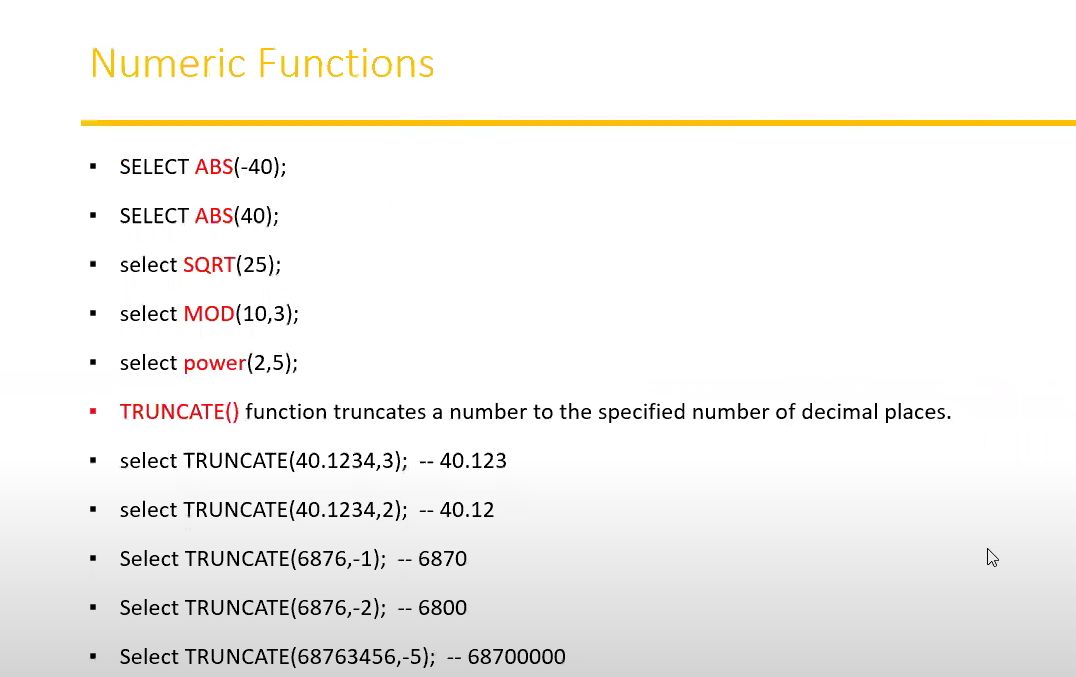 Numeric Functions
SELECT ABS(-40);
SELECT ABS(40);
select SQRT(25);
select MOD(10,3);
select power(2,5);
TRUNCATE() function truncates a number to the specified number of decimal places.
select TRUNCATE(40.1234,3);  -- 40.123
select TRUNCATE(40.1234,2);  -- 40.12
Select TRUNCATE(6876,-1);  -- 6870
Select TRUNCATE(6876,-2);  -- 6800
Select TRUNCATE(68763456,-5);  -- 68700000